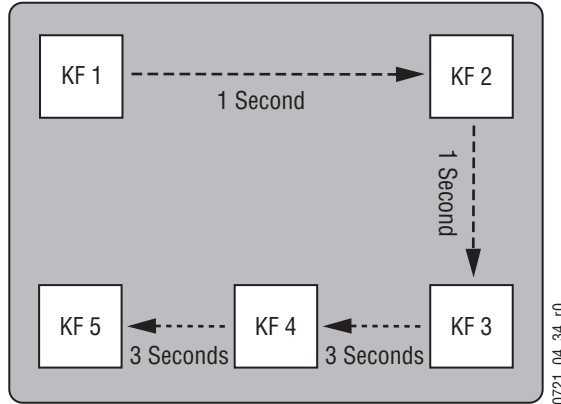 KF 1
1 Second
KF 2
1 Second
KF 3
3 Seconds
KF 4
3 Seconds
KF 5
0721_04_34_r0